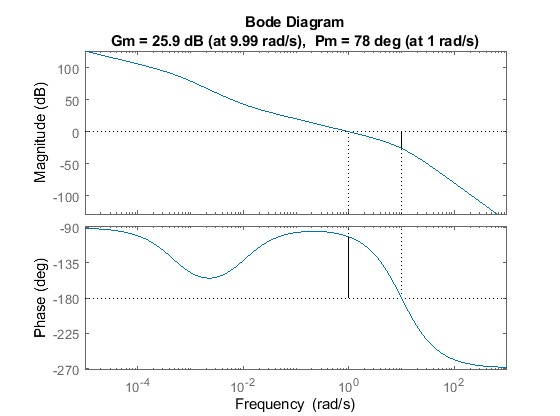 Bode Diagram
Gm = 25.9 dB (at 9.99 rad/s),  Pm = 78 deg (at 1 rad/s)
Magnitude (dB)
100
50
0
-50
-100
Phase (deg)
-90
-135
-180
-225
-270
10^-4
10^-2
10^0
10^2
Frequency  (rad/s)